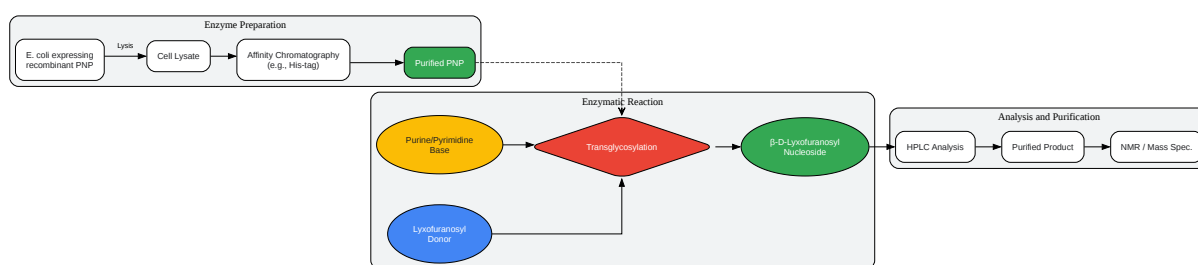 Enzyme Preparation
E. coli expressing
recombinant PNP
Lysis
Cell Lysate
Affinity Chromatography
(e.g., His-tag)
Purified PNP
Enzymatic Reaction
Purine/Pyrimidine
Base
Transglycosylation
β-D-Lyxofuranosyl
Nucleoside
Lyxofuranosyl
Donor
Analysis and Purification
HPLC Analysis
Purified Product
NMR / Mass Spec.